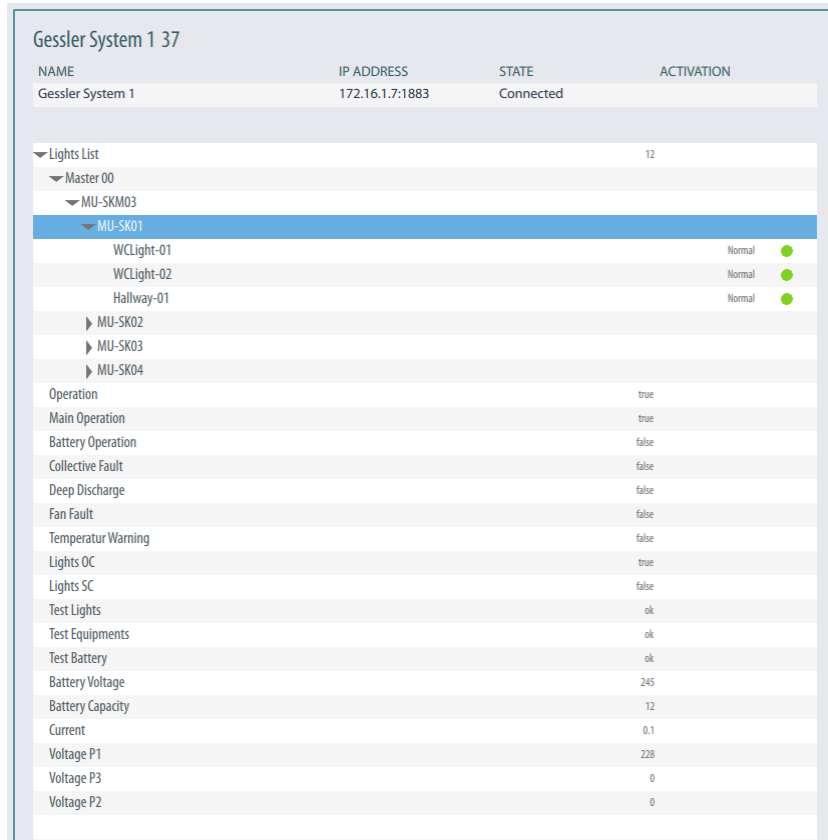 Gessler System 1 37
NAME IP ADDRESS STATE ACTIVATION
Gessler System 1 172.16.1.7:1883 Connected
Lights List 12
Master 00
MU-SKM03
MU-SK01
WCLight-01 Normal
WCLight-02 Normal
Hallway-01 Normal
MU-SK02
MU-SK03
MU-SK04
Operation true
Main Operation true
Battery Operation false
Collective Fault false
Deep Discharge false
Fan Fault false
Temperatur Warning false
Lights OC true
Lights SC false
Test Lights ok
Test Equipments ok
Test Battery ok
Battery Voltage 245
Battery Capacity 12
Current 0.1
Voltage P1 228
Voltage P3 0
Voltage P2 0